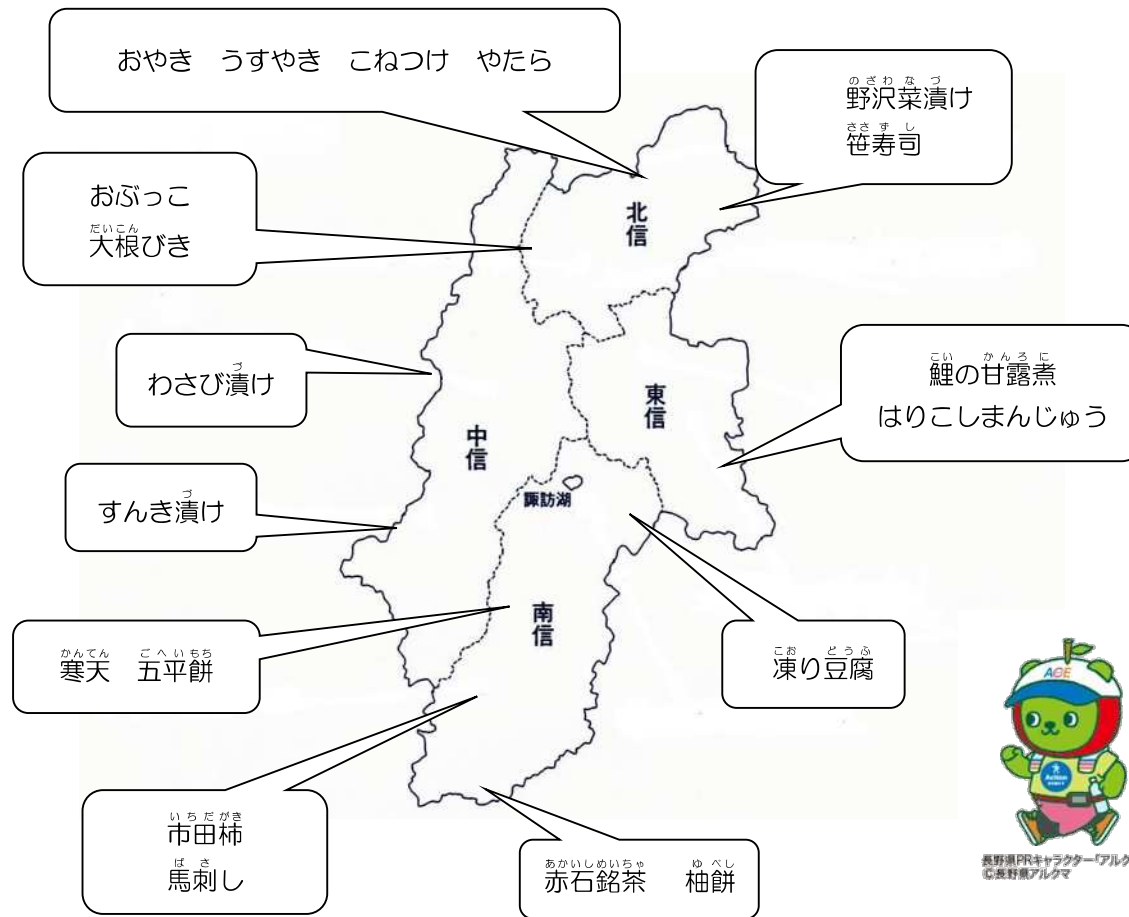 おやき　うすやき　こねつけ　やたら
のざわなづ
野沢菜漬け
ささずし
笹寿司
おぶっこ
だいこん
大根びき
北信
わさび漬け
づ
東信
こい　かんろに
鯉の甘露煮
はりこしまんじゅう
中信
すんき漬け
づ
諏訪湖
南信
かんてん　ごへいもち
寒天　五平餅
こお　どうふ
凍り豆腐
いちだがき
市田柿
ばさ
馬刺し
あかいしめいちゃ　ゆべし
赤石銘茶　柚餅
ACE
Action
長野県PRキャラクター「アルク
©長野県アルクマ